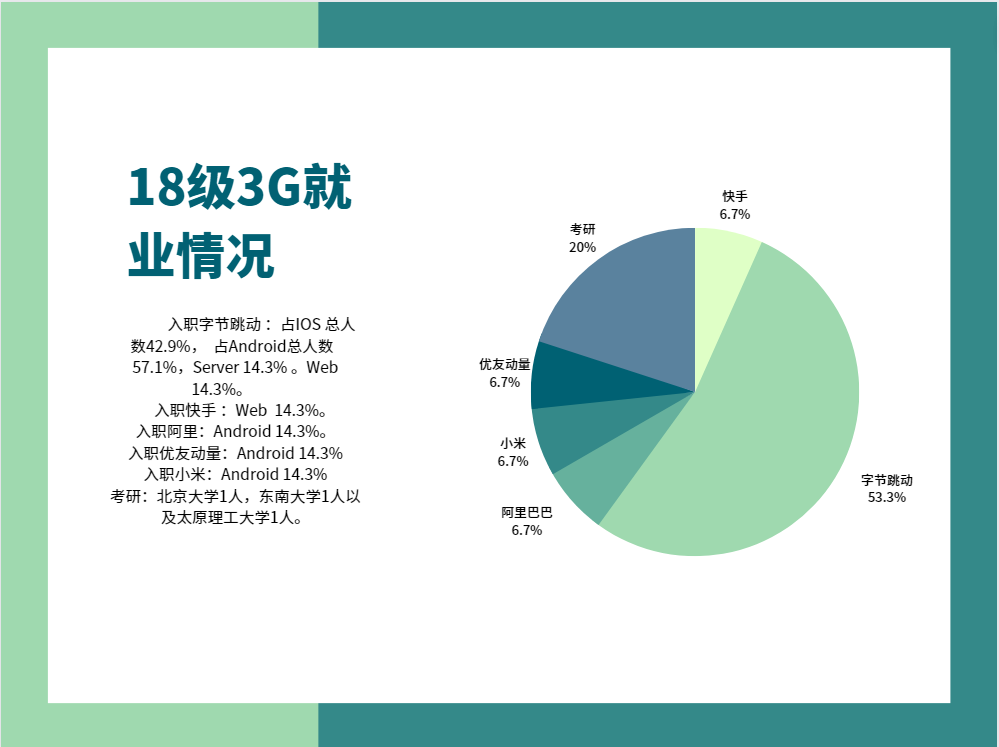 18级3G就
业情况
入职字节跳动： 占IOS 总人
数42.9%， 占Android总人数
57.1%，Server 14.3% 。Web
14.3%。
入职快手： Web 14.3%。
入职阿里：Android 14.3%。
入职优友动量：Android 14.3%
入职小米：Android 14.3%
考研：北京大学1人，东南大学1人以
及太原理工大学1人。
快手
6.7%
考研
20%
优友动量
6.7%
小米
6.7%
阿里巴巴
6.7%
字节跳动
53.3%